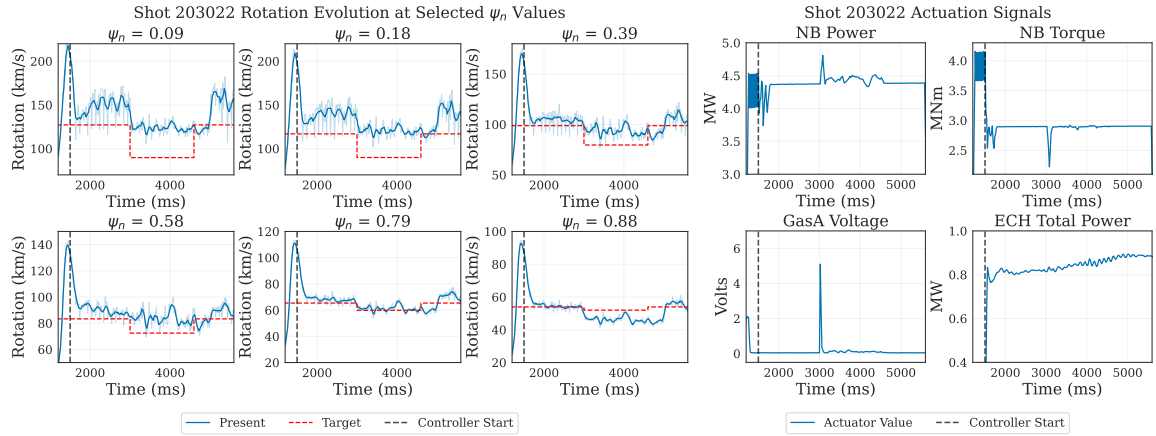 Shot 203022 Rotation Evolution at Selected ψn Values
Shot 203022 Actuation Signals
ψn = 0.09
ψn = 0.18
ψn = 0.39
NB Power
NB Torque
Rotation (km/s)
200
150
100
2000
4000
Time (ms)
Rotation (km/s)
200
150
100
2000
4000
Time (ms)
Rotation (km/s)
150
100
50
2000
4000
Time (ms)
MW
5.0
4.5
4.0
3.5
3.0
2000
3000
4000
5000
Time (ms)
MNm
4.0
3.5
3.0
2.5
2000
3000
4000
5000
Time (ms)
ψn = 0.58
ψn = 0.79
ψn = 0.88
GasA Voltage
ECH Total Power
Rotation (km/s)
140
120
100
80
60
2000
4000
Time (ms)
Rotation (km/s)
120
100
80
60
40
20
2000
4000
Time (ms)
Rotation (km/s)
100
80
60
40
20
2000
4000
Time (ms)
Volts
6
4
2
0
2000
3000
4000
5000
Time (ms)
MW
1.0
0.8
0.6
0.4
2000
3000
4000
5000
Time (ms)
Present
Target
Controller Start
Actuator Value
Controller Start